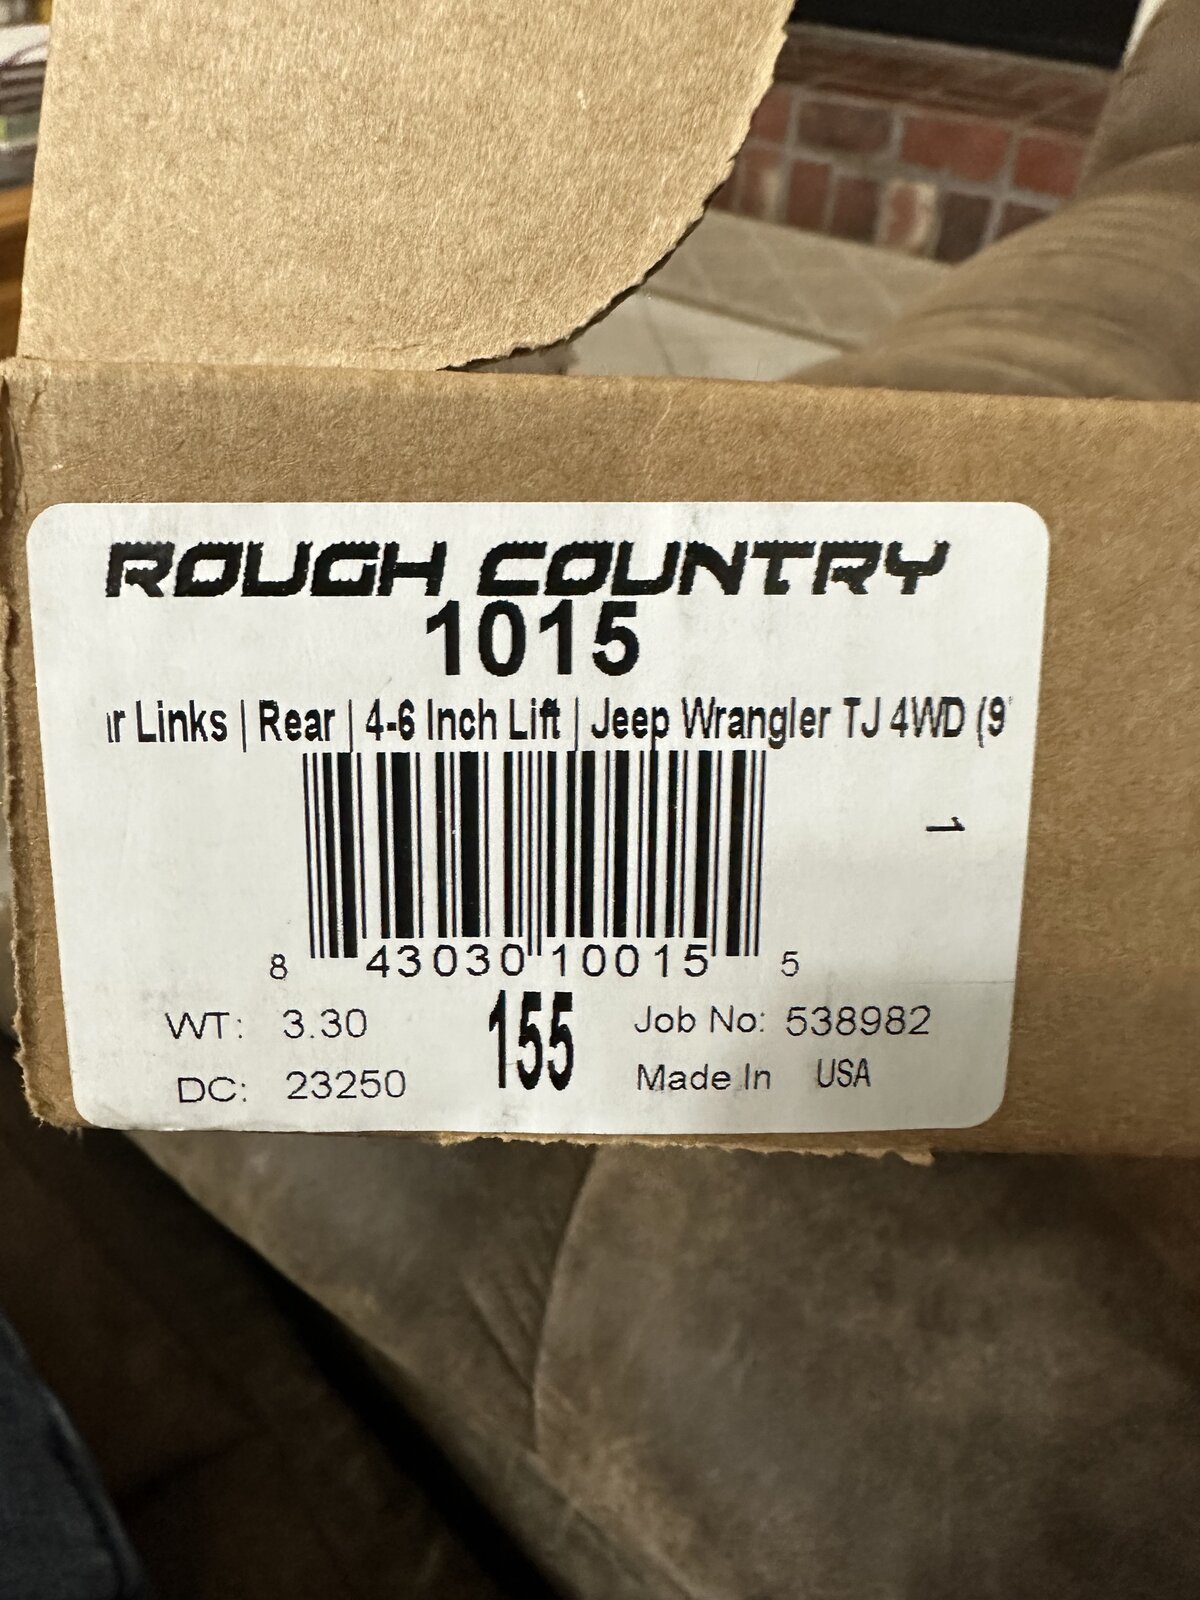 ROUGH COUNTRY
1015
r Links | Rear | 4-6 Inch Lift | Jeep Wrangler TJ 4WD (9
1
8 43030 10015 5
WT: 3.30
DC: 23250
155
Job No: 538982
Made In USA